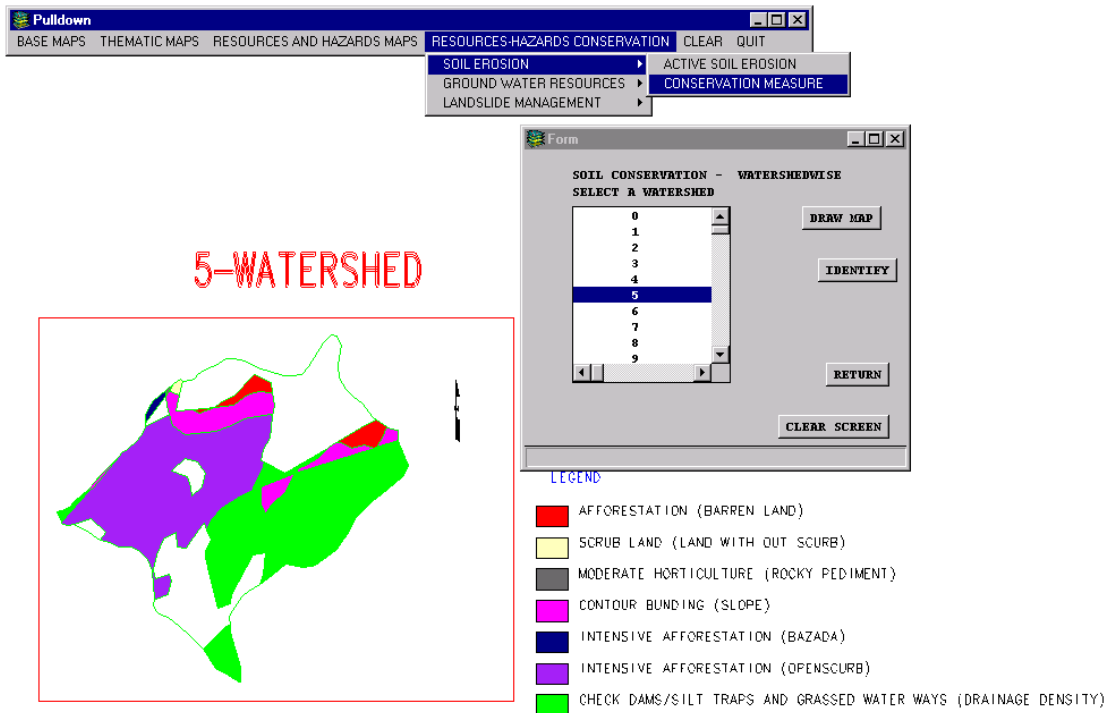 Pulldown
BASE MAPS THEMATIC MAPS RESOURCES AND HAZARDS MAPS RESOURCES-HAZARDS CONSERVATION CLEAR QUIT
SOIL EROSION
GROUND WATER RESOURCES
LANDSLIDE MANAGEMENT
ACTIVE SOIL EROSION
CONSERVATION MEASURE
Form
SOIL CONSERVATION - WATERSHEDWISE
SELECT A WATERSHED
0
1
2
3
4
5
6
7
8
9
DRAW MAP
IDENTIFY
RETURN
CLEAR SCREEN
5-WATERSHED
LEGEND
AFFORESTATION (BARREN LAND)
SCRUB LAND (LAND WITH OUT SCURB)
MODERATE HORTICULTURE (ROCKY PEDIMENT)
CONTOUR BUNDING (SLOPE)
INTENSIVE AFFORESTATION (BAZADA)
INTENSIVE AFFORESTATION (OPENSCURB)
CHECK DAMS/SILT TRAPS AND GRASSED WATER WAYS (DRAINAGE DENSITY)